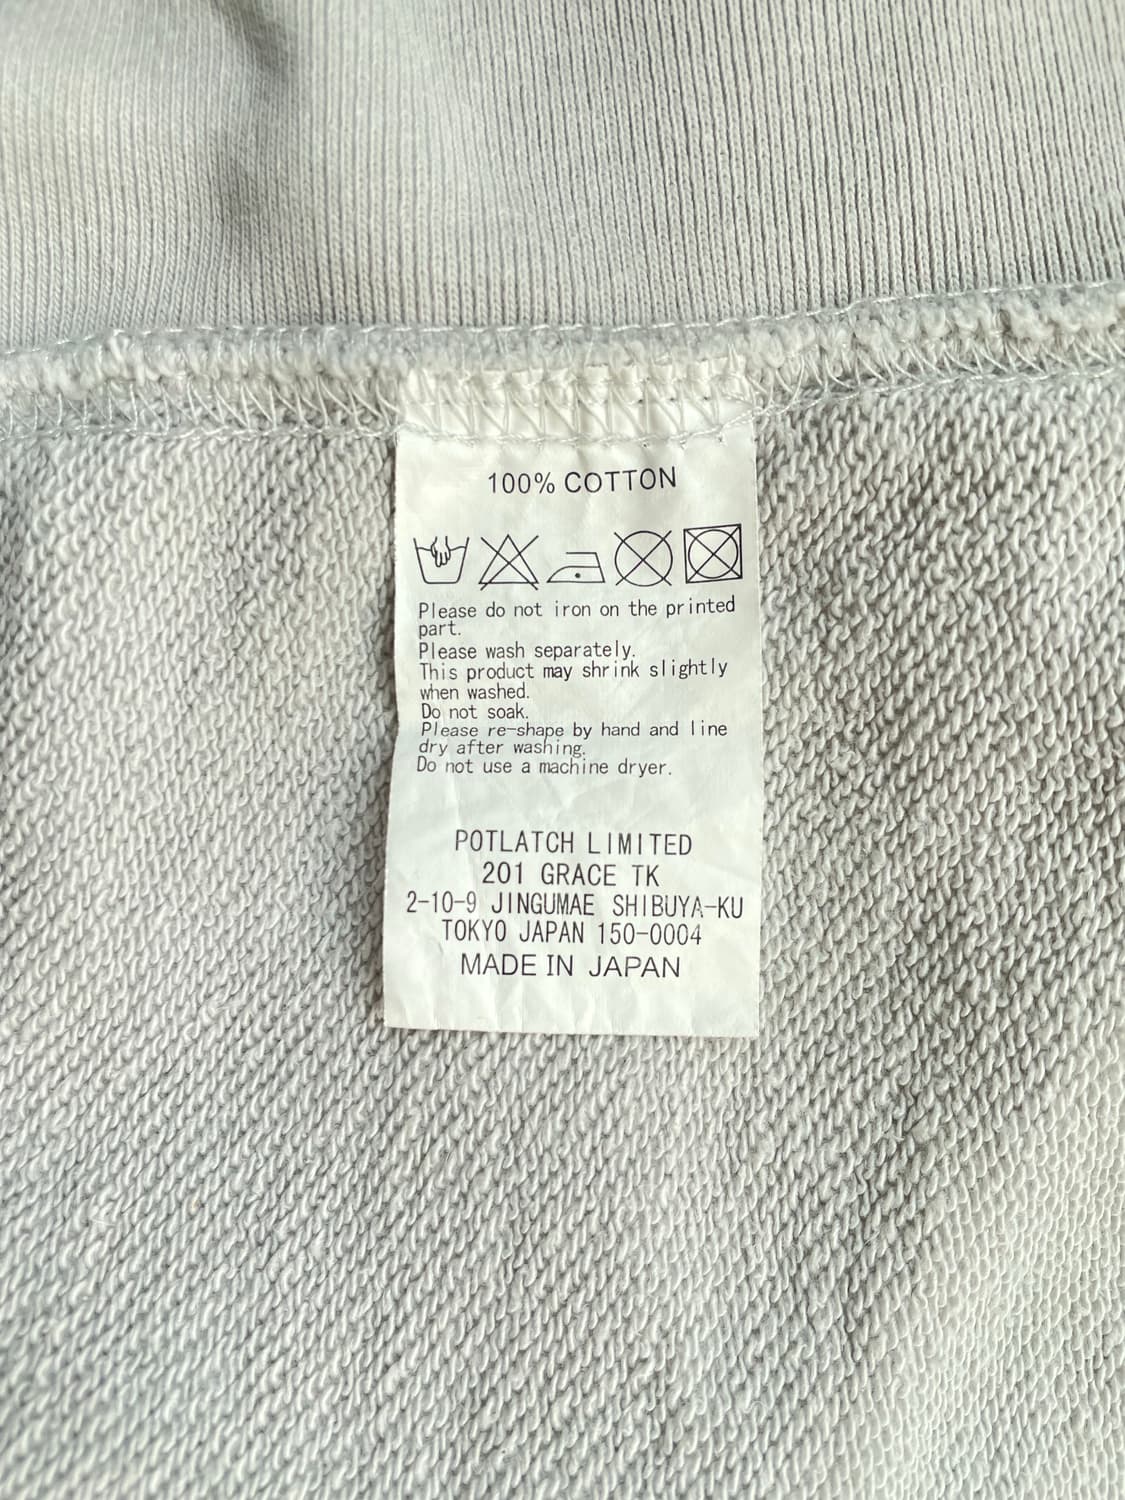 100% COTTON
Please do not iron on the printed
part.
Please wash separately.
This product may shrink slightly
when washed.
Do not soak.
Please re-shape by hand and line
dry after washing.
Do not use a machine dryer.
POTLATCH LIMITED
201 GRACE TK
2-10-9 JINGUMAE SHIBUYA-KU
TOKYO JAPAN 150-0004
MADE IN JAPAN